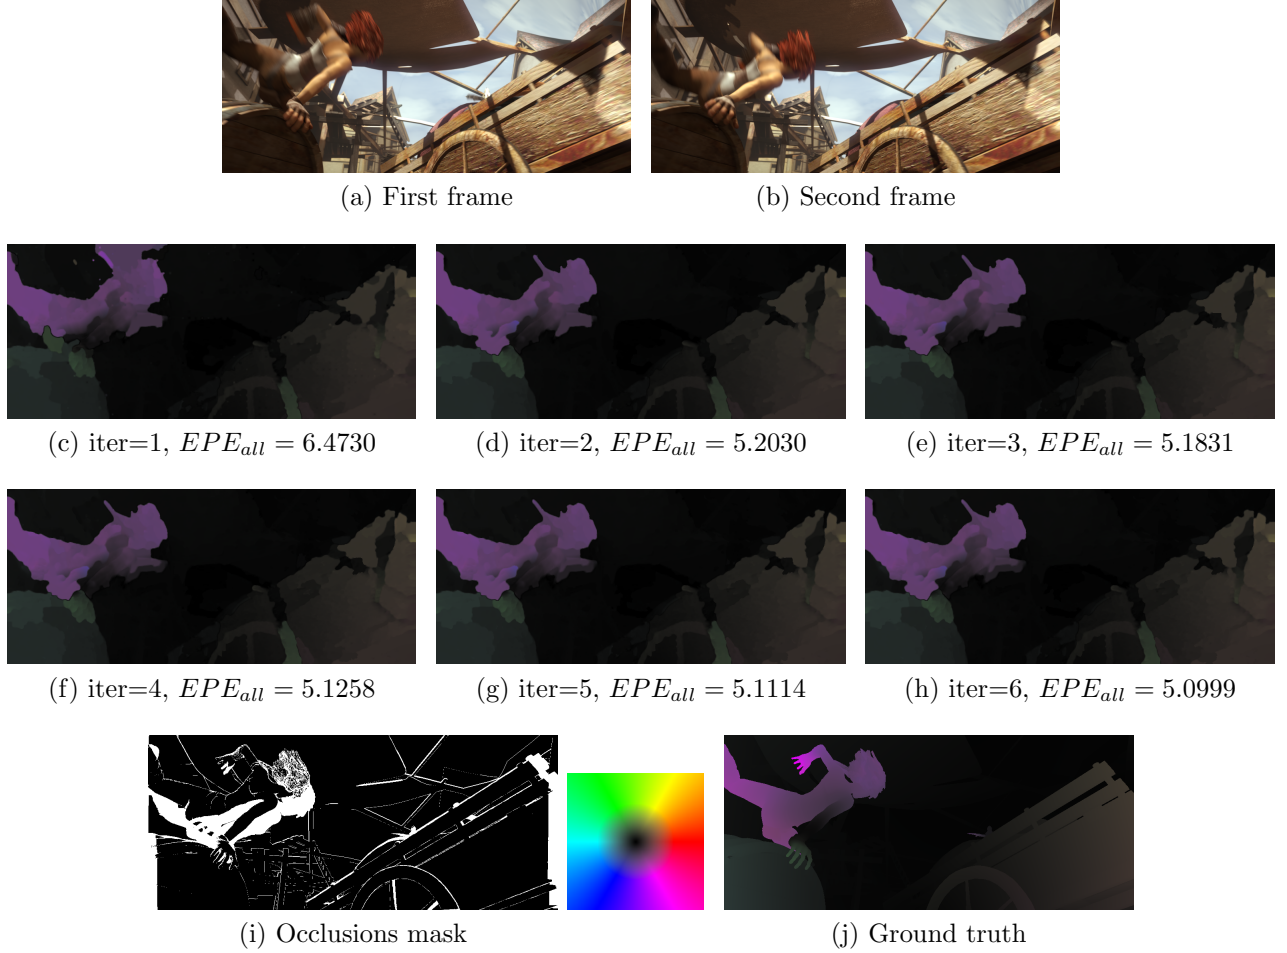 (a) First frame
(b) Second frame
(c) iter=1, EPE_all = 6.4730
(d) iter=2, EPE_all = 5.2030
(e) iter=3, EPE_all = 5.1831
(f) iter=4, EPE_all = 5.1258
(g) iter=5, EPE_all = 5.1114
(h) iter=6, EPE_all = 5.0999
(i) Occlusions mask
(j) Ground truth